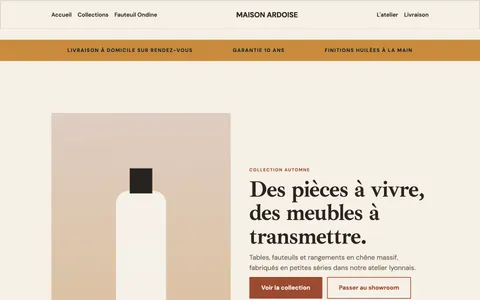 Accueil Collections Fauteuil Ondine MAISON ARDOISE L'atelier Livraison
LIVRAISON À DOMICILE SUR RENDEZ-VOUS GARANTIE 10 ANS FINITIONS HUILÉES À LA MAIN
COLLECTION AUTOMNE
Des pièces à vivre,
des meubles à
transmettre.
Tables, fauteuils et rangements en chêne massif,
fabriqués en petites séries dans notre atelier lyonnais.
Voir la collection Passer au showroom